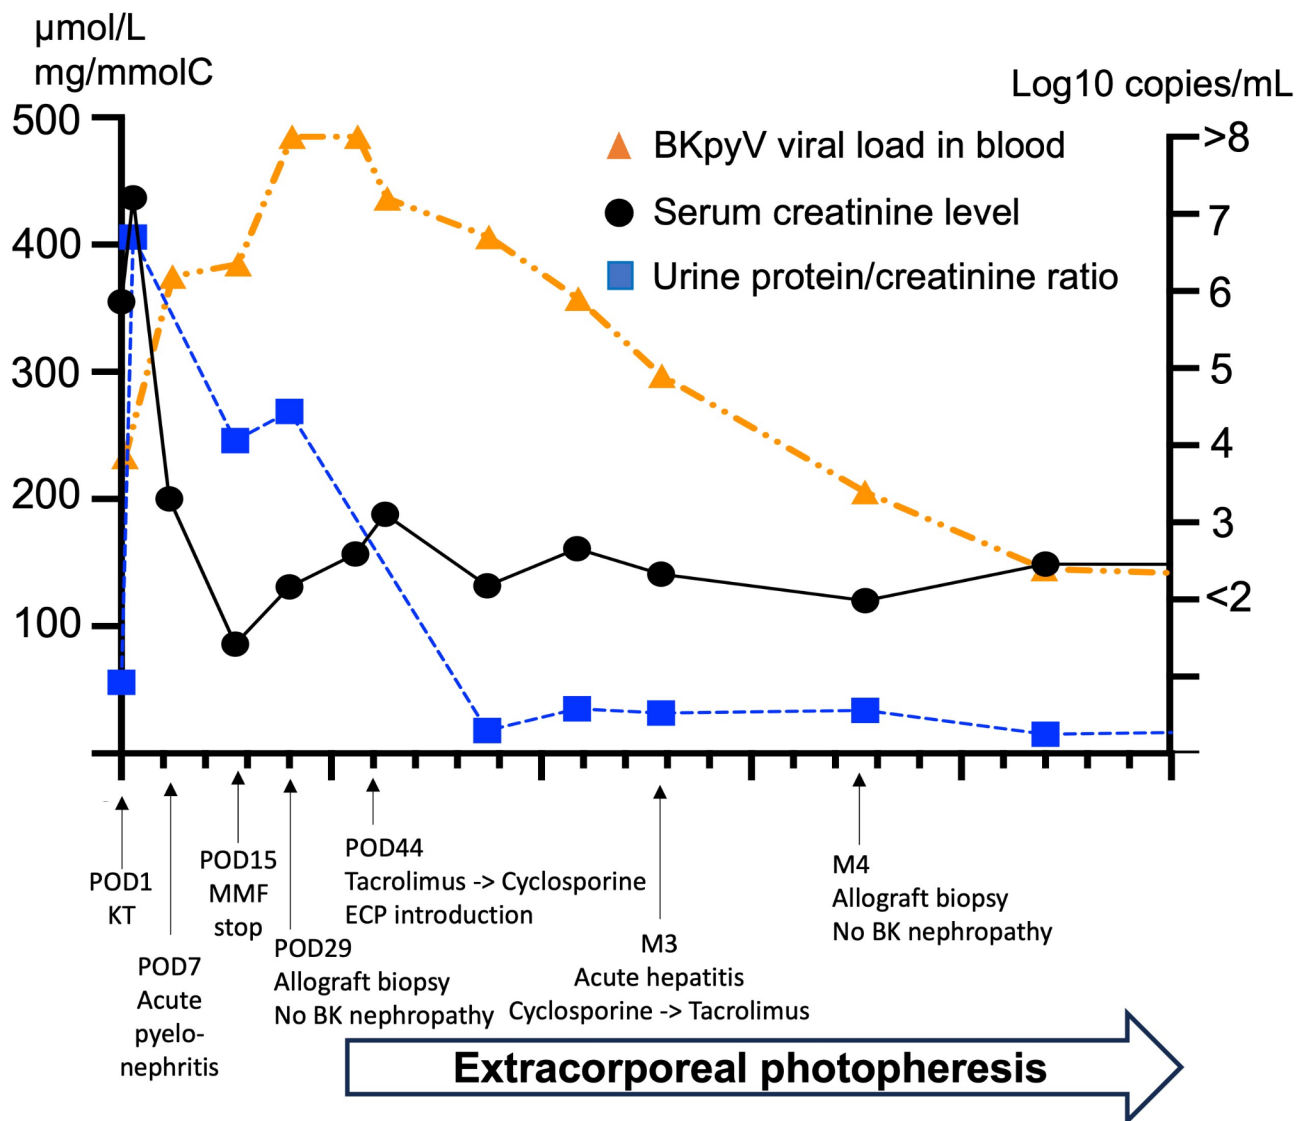 µmol/L
mg/mmolC
Log10 copies/mL
500
400
300
200
100
>8
7
6
5
4
3
<2
BKpyV viral load in blood
Serum creatinine level
Urine protein/creatinine ratio
POD1
KT
POD7
Acute
pyelo-
nephritis
POD15
MMF
stop
POD29
Allograft biopsy
No BK nephropathy
POD44
Tacrolimus -> Cyclosporine
ECP introduction
M3
Acute hepatitis
Cyclosporine -> Tacrolimus
M4
Allograft biopsy
No BK nephropathy
Extracorporeal photopheresis